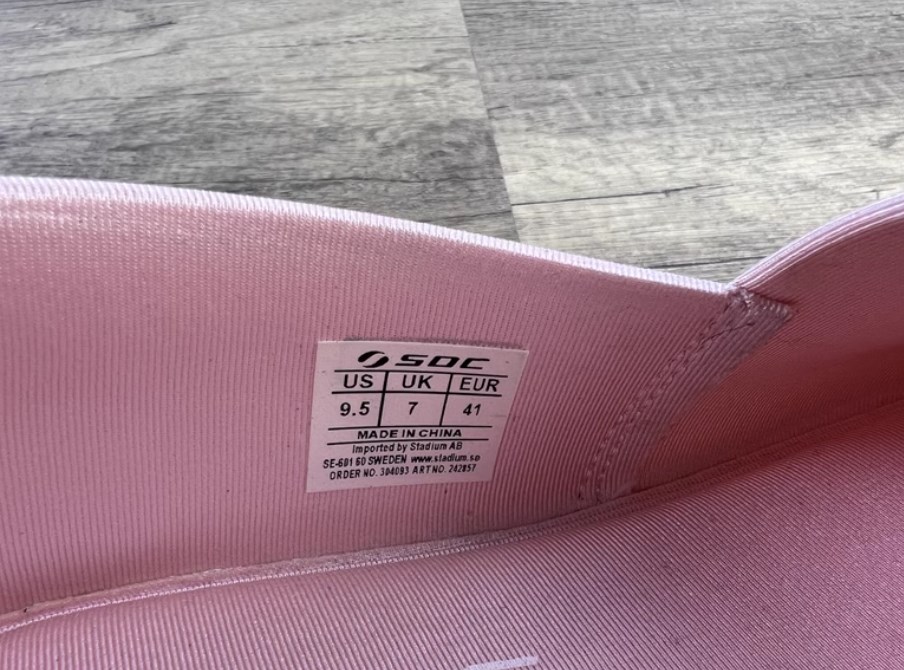 SOC
US UK EUR
9.5 7 41
MADE IN CHINA
Imported by Stadium AB
SE-601 60 SWEDEN www.stadium.se
ORDER NO. 304093 ART NO. 242857